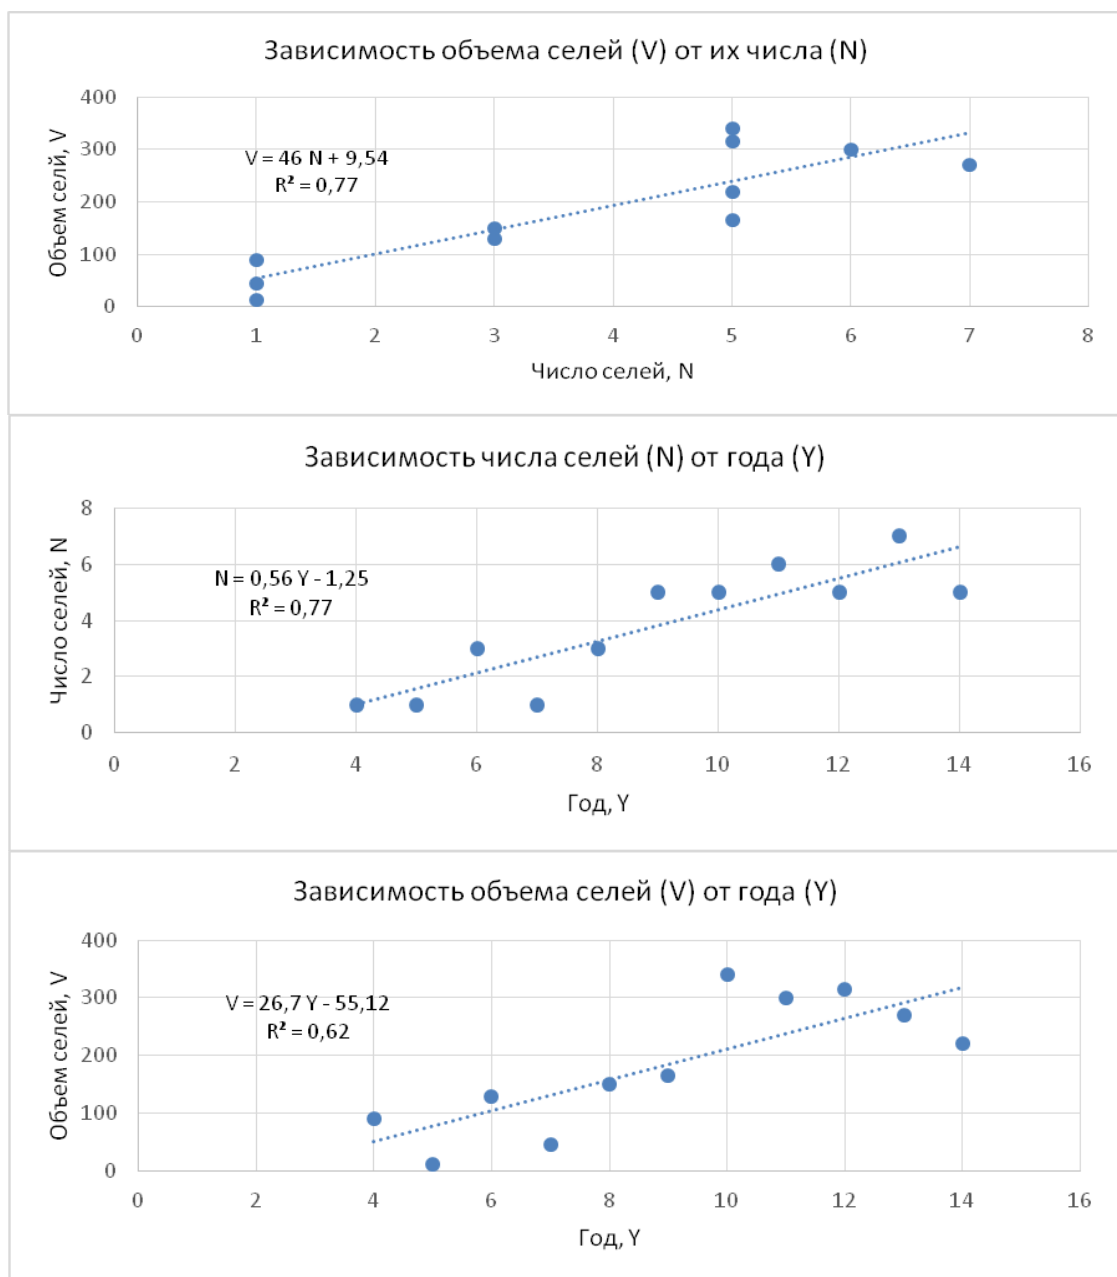 Зависимость объема селей (V) от их числа (N)
400
300
200
100
0
Объем селй, V
V = 46 N + 9,54
R² = 0,77
0 1 2 3 4 5 6 7 8
Число селей, N
Зависимость числа селей (N) от года (Y)
8
6
4
2
0
Число селей, N
N = 0,56 Y - 1,25
R² = 0,77
0 2 4 6 8 10 12 14 16
Год, Y
Зависимость объема селей (V) от года (Y)
400
300
200
100
0
Объем селей, V
V = 26,7 Y - 55,12
R² = 0,62
0 2 4 6 8 10 12 14 16
Год, Y